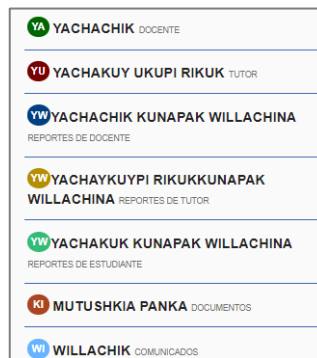 YA YACHACHIK DOCENTE
YU YACHAKUY UKUPI RIKUK TUTOR
YW YACHACHIK KUNAPAK WILLACHINA
REPORTES DE DOCENTE
YW YACHAYKUYPI RIKUKKUNAPAK
WILLACHINA REPORTES DE TUTOR
YW YACHAKUK KUNAPAK WILLACHINA
REPORTES DE ESTUDIANTE
KI MUTUSHKIA PANKA DOCUMENTOS
WI WILLACHIK COMUNICADOS